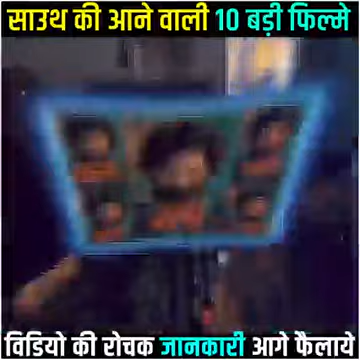 साउथ की आने वाली 10 बड़ी फिल्मे
विडियो की रोचक जानकारी आगे फैलाये